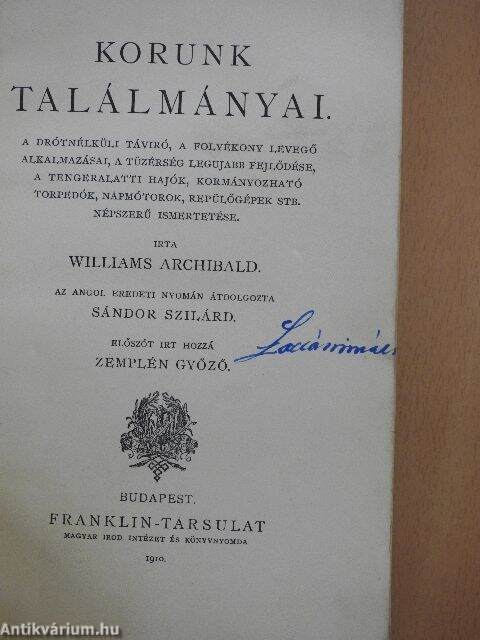 KORUNK
TALÁLMÁNYAI.
A DRÓTNÉLKÜLI TÁVIRÓ, A FOLYÉKONY LEVEGŐ
ALKALMAZÁSAI, A TÜZÉRSÉG LEGUJABB FEJLŐDÉSE,
A TENGERALATTI HAJÓK, KORMÁNYOZHATÓ
TORPEDÓK, NAPMÓTOROK, REPÜLŐGÉPEK STB.
NÉPSZERŰ ISMERTETÉSE.
IRTA
WILLIAMS ARCHIBALD.
AZ ANGOL EREDETI NYOMÁN ÁTDOLGOZTA
SÁNDOR SZILÁRD.
ELŐSZÓT IRT HOZZÁ
ZEMPLÉN GYŐZŐ.
BUDAPEST.
FRANKLIN-TÁRSULAT
MAGYAR IROD. INTÉZET ÉS KÖNYVNYOMDA
1910.
Antikvárium.hu